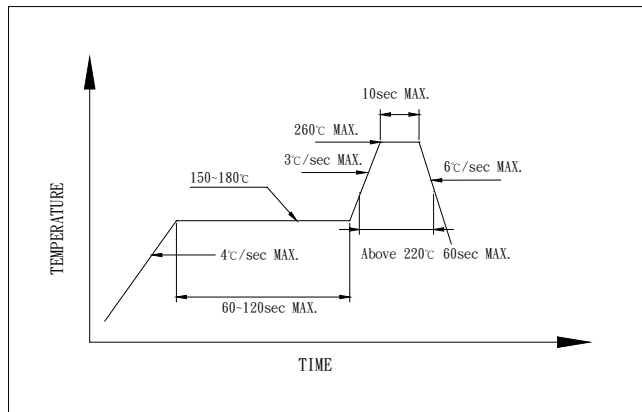 10sec MAX.
260℃ MAX.
3℃/sec MAX.
6℃/sec MAX.
150~180℃
TEMPERATURE
4℃/sec MAX.
Above 220℃ 60sec MAX.
60~120sec MAX.
TIME